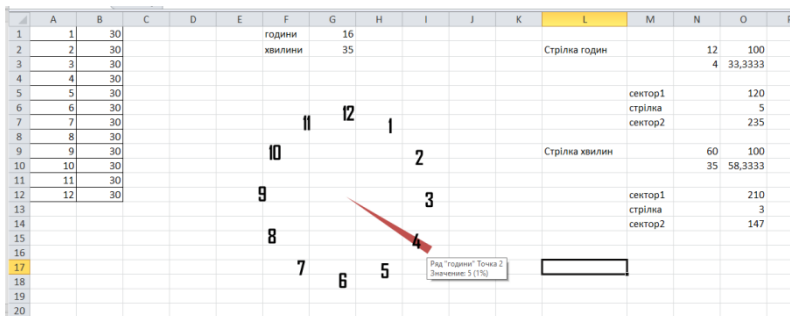 A B C D E F G H I J K L M N O
1 1 30 години 16
2 2 30 хвилини 35 Стрілка годин 12 100
3 3 30 4 33,3333
4 4 30
5 5 30 сектор1 120
6 6 30 стрілка 5
7 7 30 сектор2 235
8 8 30
9 9 30 Стрілка хвилин 60 100
10 10 30 35 58,3333
11 11 30
12 12 30 сектор1 210
13 стрілка 3
14 сектор2 147
15
16
17
18
19
20
12
11 1
10 2
9 3
8 4
7 5
6
Ряд "години" Точка 2
Значение: 5 (1%)